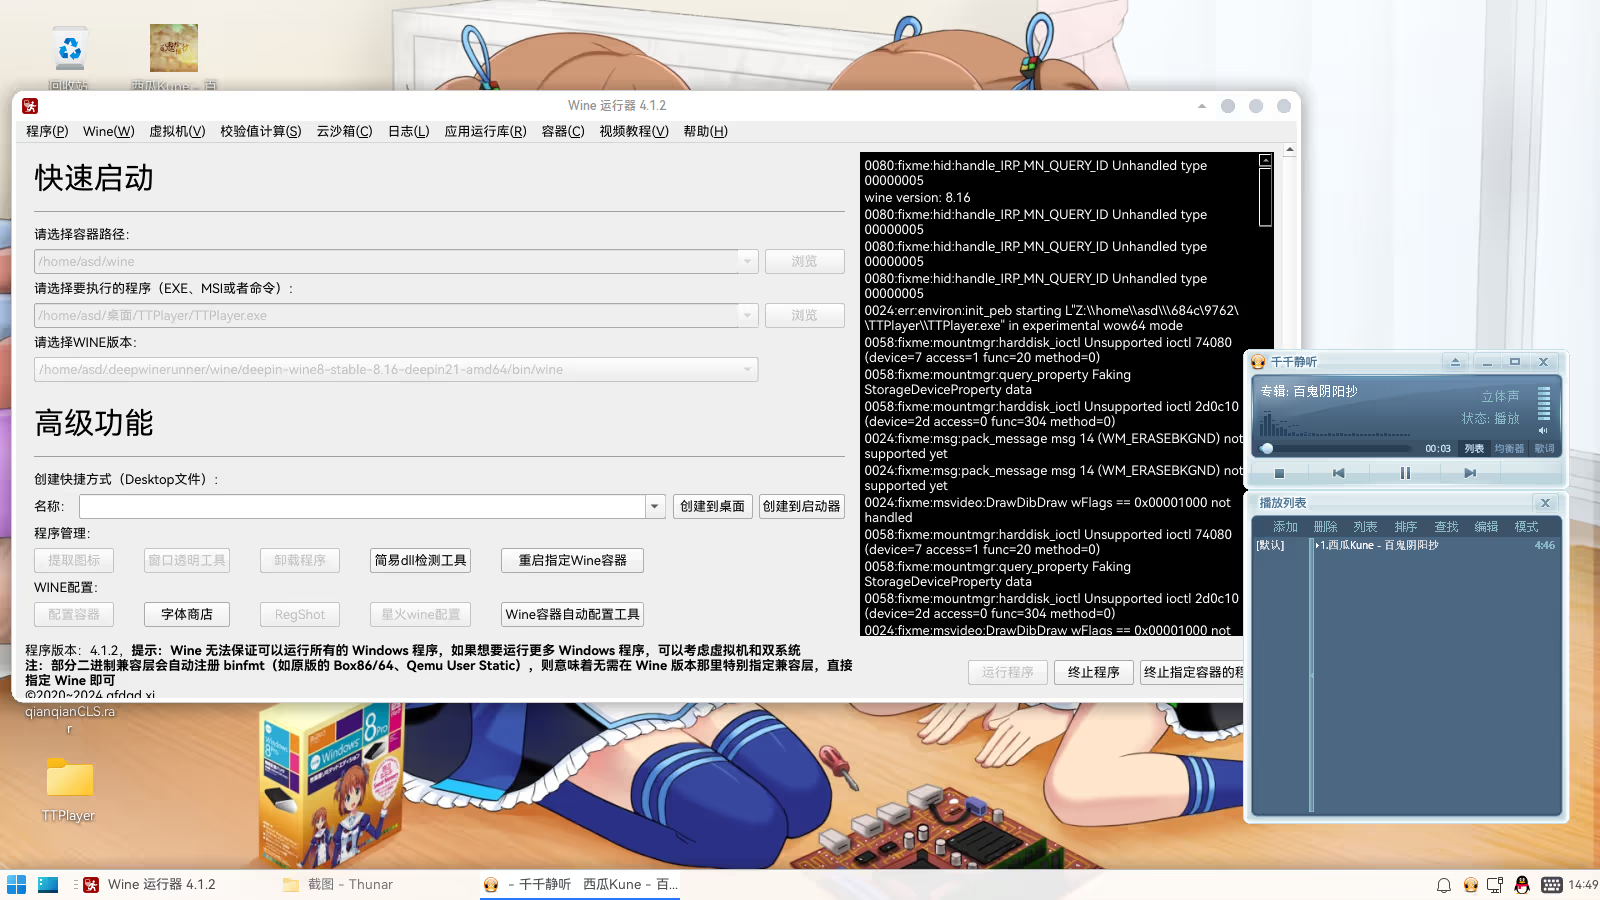 回收站
西瓜Kune - 百
Wine 运行器 4.1.2
程序(P) Wine(W) 虚拟机(V) 校验值计算(S) 云沙箱(C) 日志(L) 应用运行库(R) 容器(C) 视频教程(V) 帮助(H)
快速启动
请选择容器路径：
/home/asd/.wine
浏览
请选择要执行的程序（EXE、MSI或者命令）：
/home/asd/桌面/TTPlayer/TTPlayer.exe
浏览
请选择WINE版本：
/home/asd/.deepwinerunner/wine/deepin-wine8-stable-8.16-deepin21-amd64/bin/wine
高级功能
创建快捷方式（Desktop文件）：
名称：
创建到桌面 创建到启动器
程序管理：
提取图标 窗口透明工具 卸载程序 简易dll检测工具 重启指定Wine容器
WINE配置：
配置容器 字体商店 RegShot 星火wine配置 Wine容器自动配置工具
程序版本：4.1.2，提示：Wine 无法保证可以运行所有的 Windows 程序，如果想要运行更多 Windows 程序，可以考虑虚拟机和双系统
注：部分二进制兼容层会自动注册 binfmt（如原版的 Box86/64、Qemu User Static），则意味着无需在 Wine 版本那里特别指定兼容层，直接
指定 Wine 即可
©2020~2024 gfdgd xi
0080:fixme:hid:handle_IRP_MN_QUERY_ID Unhandled type
00000005
wine version: 8.16
0080:fixme:hid:handle_IRP_MN_QUERY_ID Unhandled type
00000005
0080:fixme:hid:handle_IRP_MN_QUERY_ID Unhandled type
00000005
0080:fixme:hid:handle_IRP_MN_QUERY_ID Unhandled type
00000005
0024:err:environ:init_peb starting L"Z:\\home\\asd\\\684c\9762\
\TTPlayer\\TTPlayer.exe" in experimental wow64 mode
0058:fixme:mountmgr:harddisk_ioctl Unsupported ioctl 74080
(device=7 access=1 func=20 method=0)
0058:fixme:mountmgr:query_property Faking
StorageDeviceProperty data
0058:fixme:mountmgr:harddisk_ioctl Unsupported ioctl 2d0c10
(device=2d access=0 func=304 method=0)
0024:fixme:msg:pack_message msg 14 (WM_ERASEBKGND) not
supported yet
0024:fixme:msg:pack_message msg 14 (WM_ERASEBKGND) not
supported yet
0024:fixme:msvideo:DrawDibDraw wFlags == 0x00001000 not
handled
0058:fixme:mountmgr:harddisk_ioctl Unsupported ioctl 74080
(device=7 access=1 func=20 method=0)
0058:fixme:mountmgr:query_property Faking
StorageDeviceProperty data
0058:fixme:mountmgr:harddisk_ioctl Unsupported ioctl 2d0c10
(device=2d access=0 func=304 method=0)
0024:fixme:msvideo:DrawDibDraw wFlags == 0x00001000 not
运行程序 终止程序 终止指定容器的程
千千静听
专辑: 百鬼阴阳抄
立体声
状态: 播放
00:03 列表 均衡器 歌词
播放列表
添加 删除 列表 排序 查找 编辑 模式
[默认] 1.西瓜Kune - 百鬼阴阳抄 4:46
qianqianCLS.ra
r
TTPlayer
Windows 8 Pro
Wine 运行器 4.1.2 截图 - Thunar - 千千静听 西瓜Kune - 百... 14:49